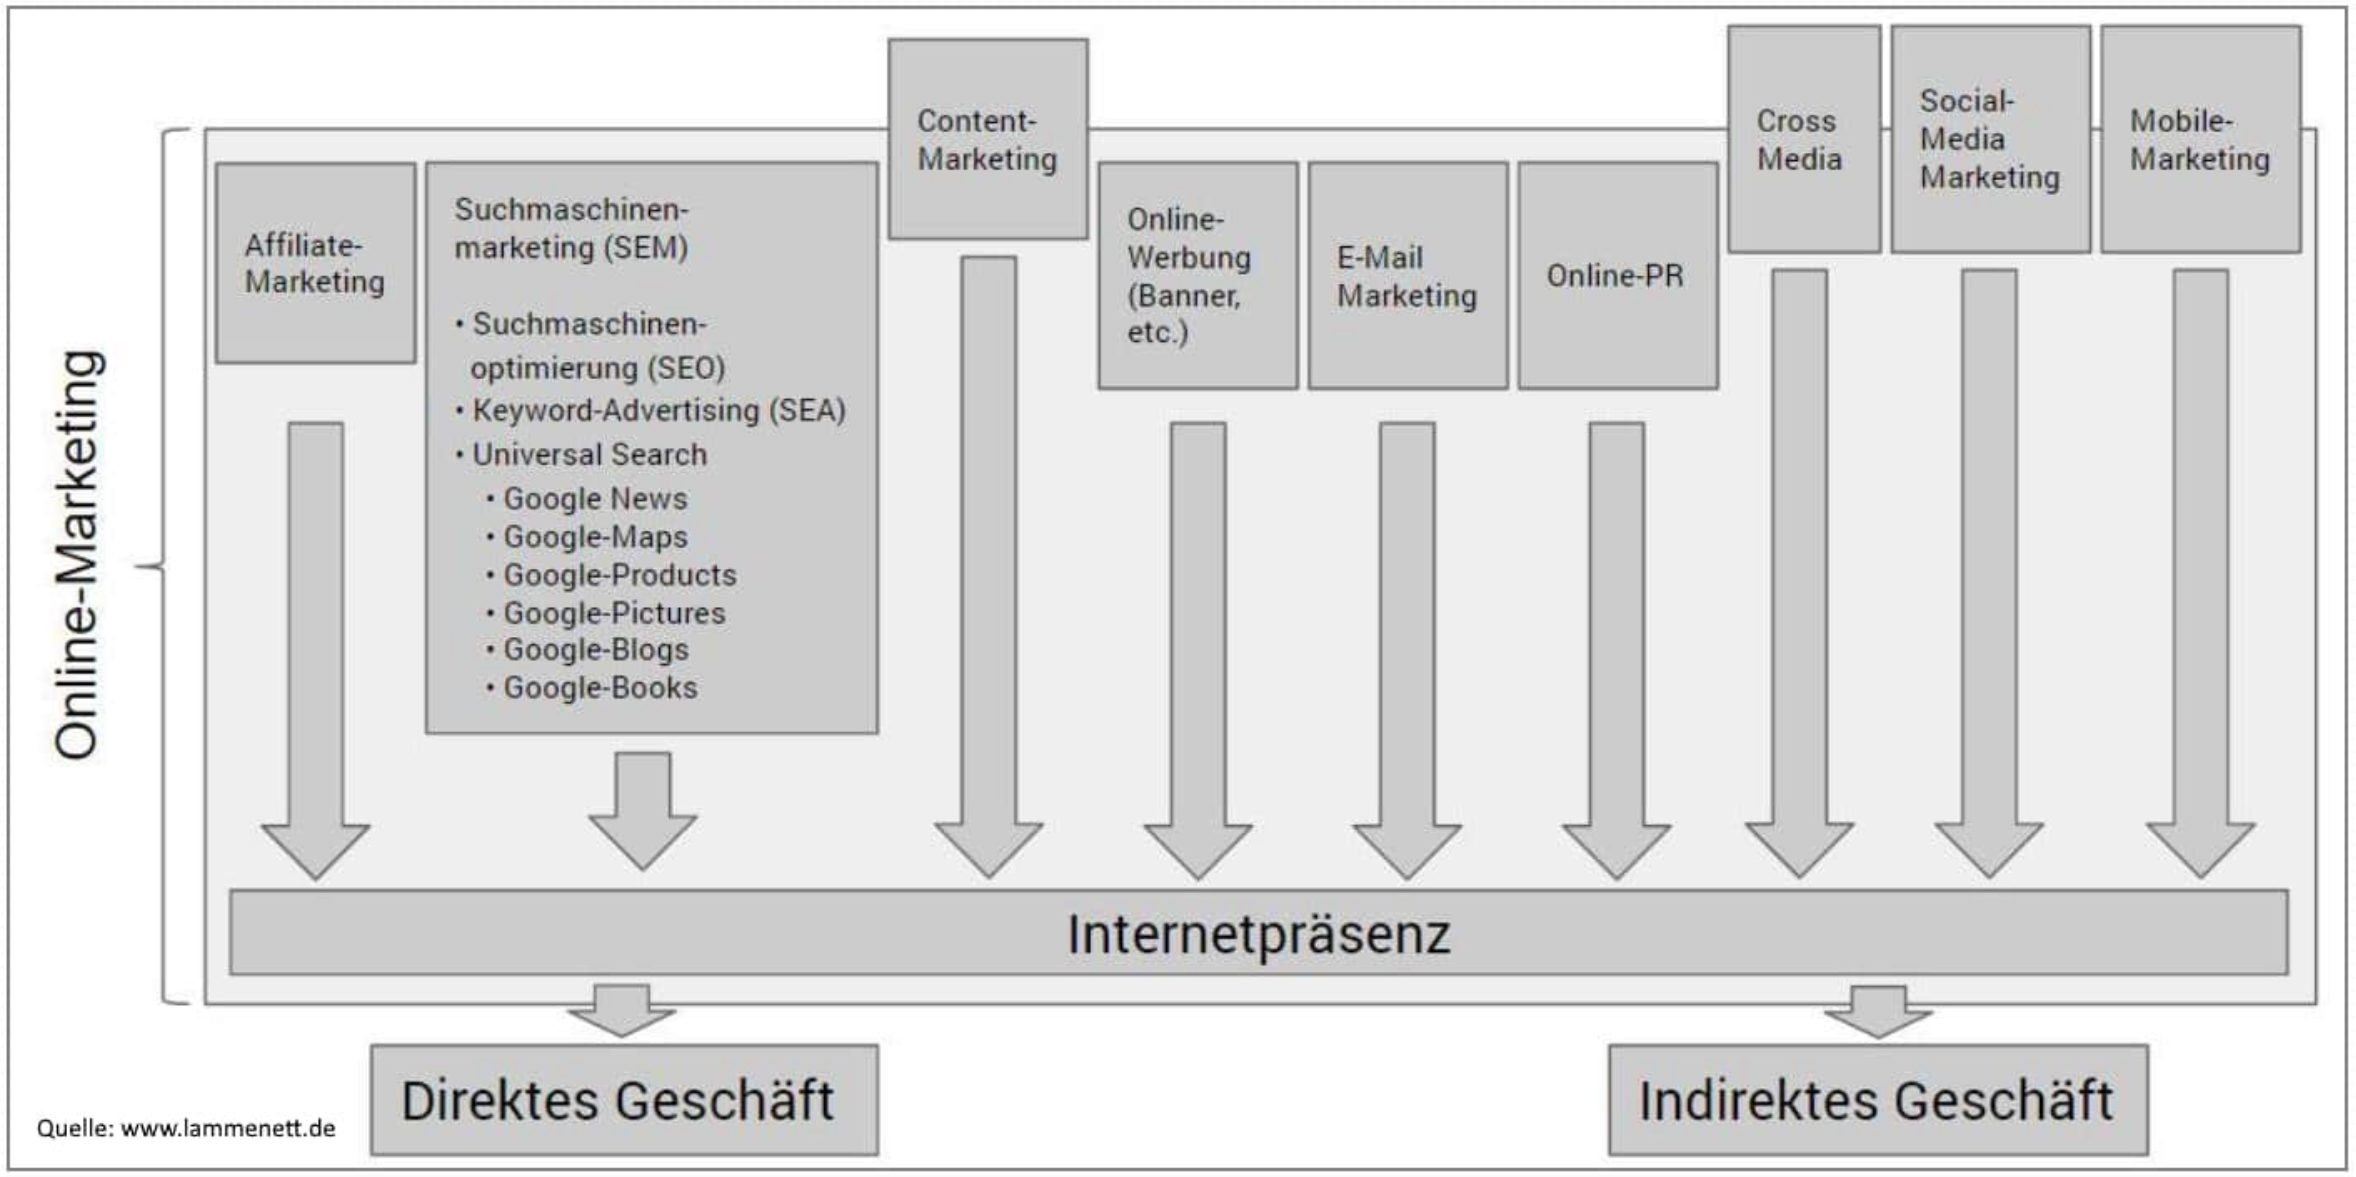 Online-Marketing
Affiliate-
Marketing
Suchmaschinen-
marketing (SEM)
• Suchmaschinen-
optimierung (SEO)
• Keyword-Advertising (SEA)
• Universal Search
• Google News
• Google-Maps
• Google-Products
• Google-Pictures
• Google-Blogs
• Google-Books
Content-
Marketing
Online-
Werbung
(Banner,
etc.)
E-Mail
Marketing
Online-PR
Cross
Media
Social-
Media
Marketing
Mobile-
Marketing
Internetpräsenz
Direktes Geschäft
Indirektes Geschäft
Quelle: www.lammenett.de